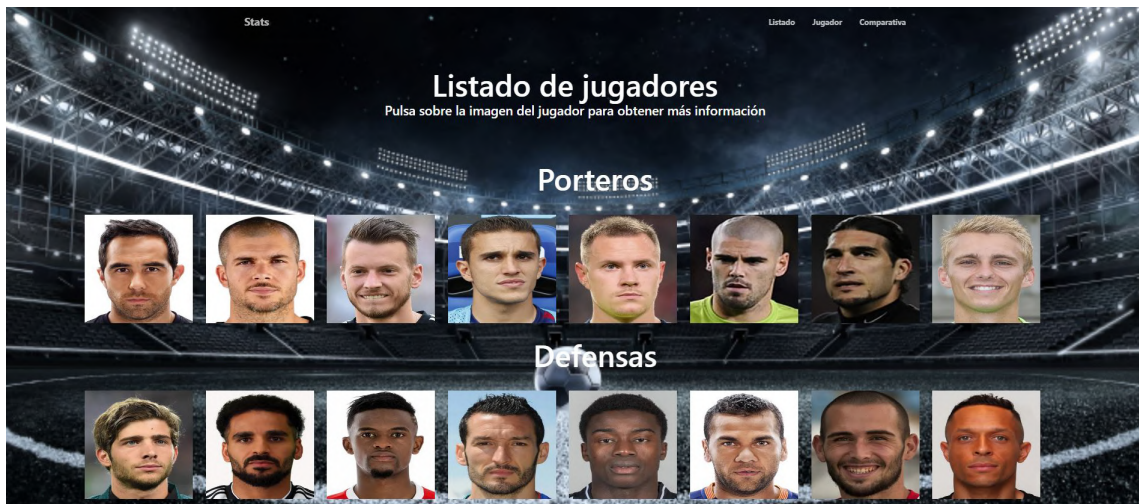 Stats
Listado
Jugador
Comparativa
Listado de jugadores
Pulsa sobre la imagen del jugador para obtener más información
Porteros
Defensas